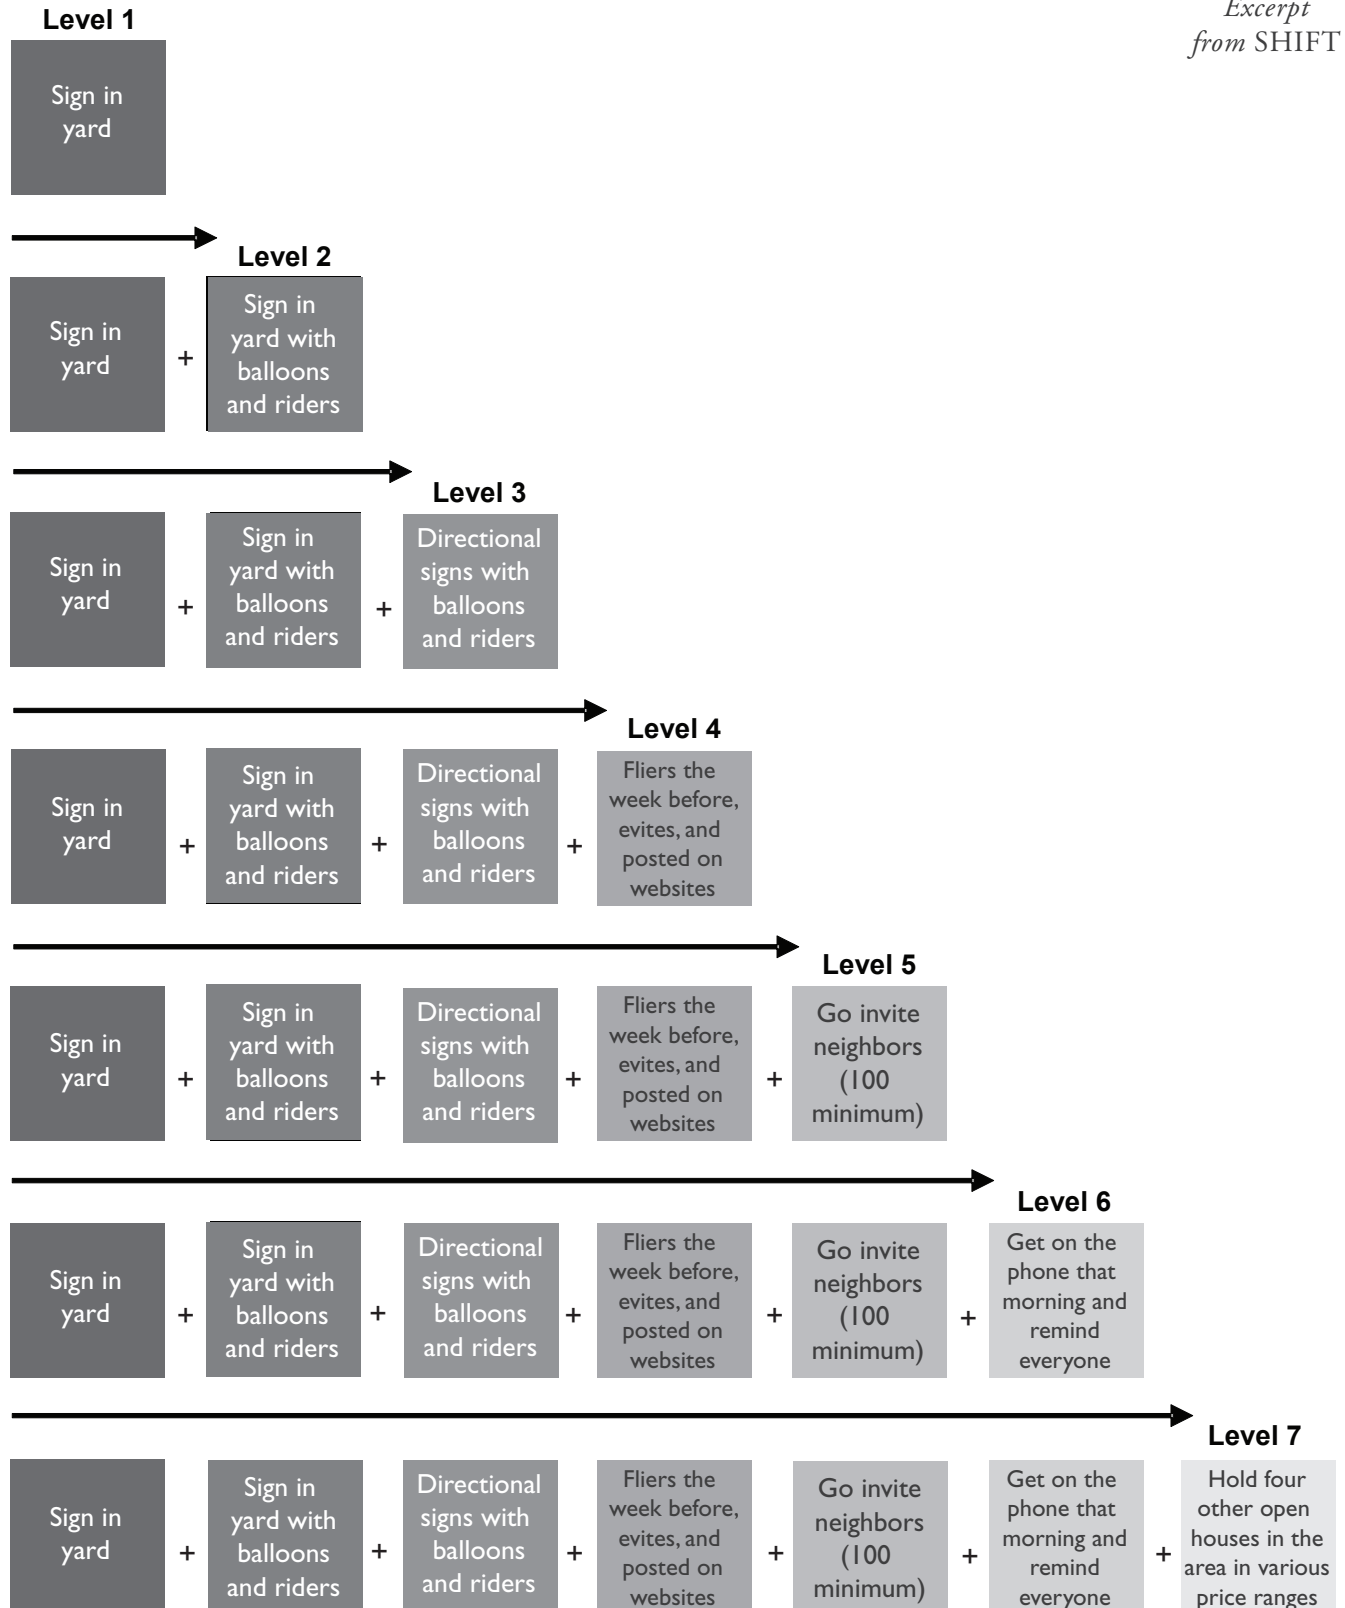 Excerpt
from SHIFT
Level 1
Sign in
yard
Level 2
Sign in
yard
+
Sign in
yard with
balloons
and riders
Level 3
Sign in
yard
+
Sign in
yard with
balloons
and riders
+
Directional
signs with
balloons
and riders
Level 4
Sign in
yard
+
Sign in
yard with
balloons
and riders
+
Directional
signs with
balloons
and riders
+
Fliers the
week before,
evites, and
posted on
websites
Level 5
Sign in
yard
+
Sign in
yard with
balloons
and riders
+
Directional
signs with
balloons
and riders
+
Fliers the
week before,
evites, and
posted on
websites
+
Go invite
neighbors
(100
minimum)
Level 6
Sign in
yard
+
Sign in
yard with
balloons
and riders
+
Directional
signs with
balloons
and riders
+
Fliers the
week before,
evites, and
posted on
websites
+
Go invite
neighbors
(100
minimum)
+
Get on the
phone that
morning and
remind
everyone
Level 7
Sign in
yard
+
Sign in
yard with
balloons
and riders
+
Directional
signs with
balloons
and riders
+
Fliers the
week before,
evites, and
posted on
websites
+
Go invite
neighbors
(100
minimum)
+
Get on the
phone that
morning and
remind
everyone
+
Hold four
other open
houses in the
area in various
price ranges